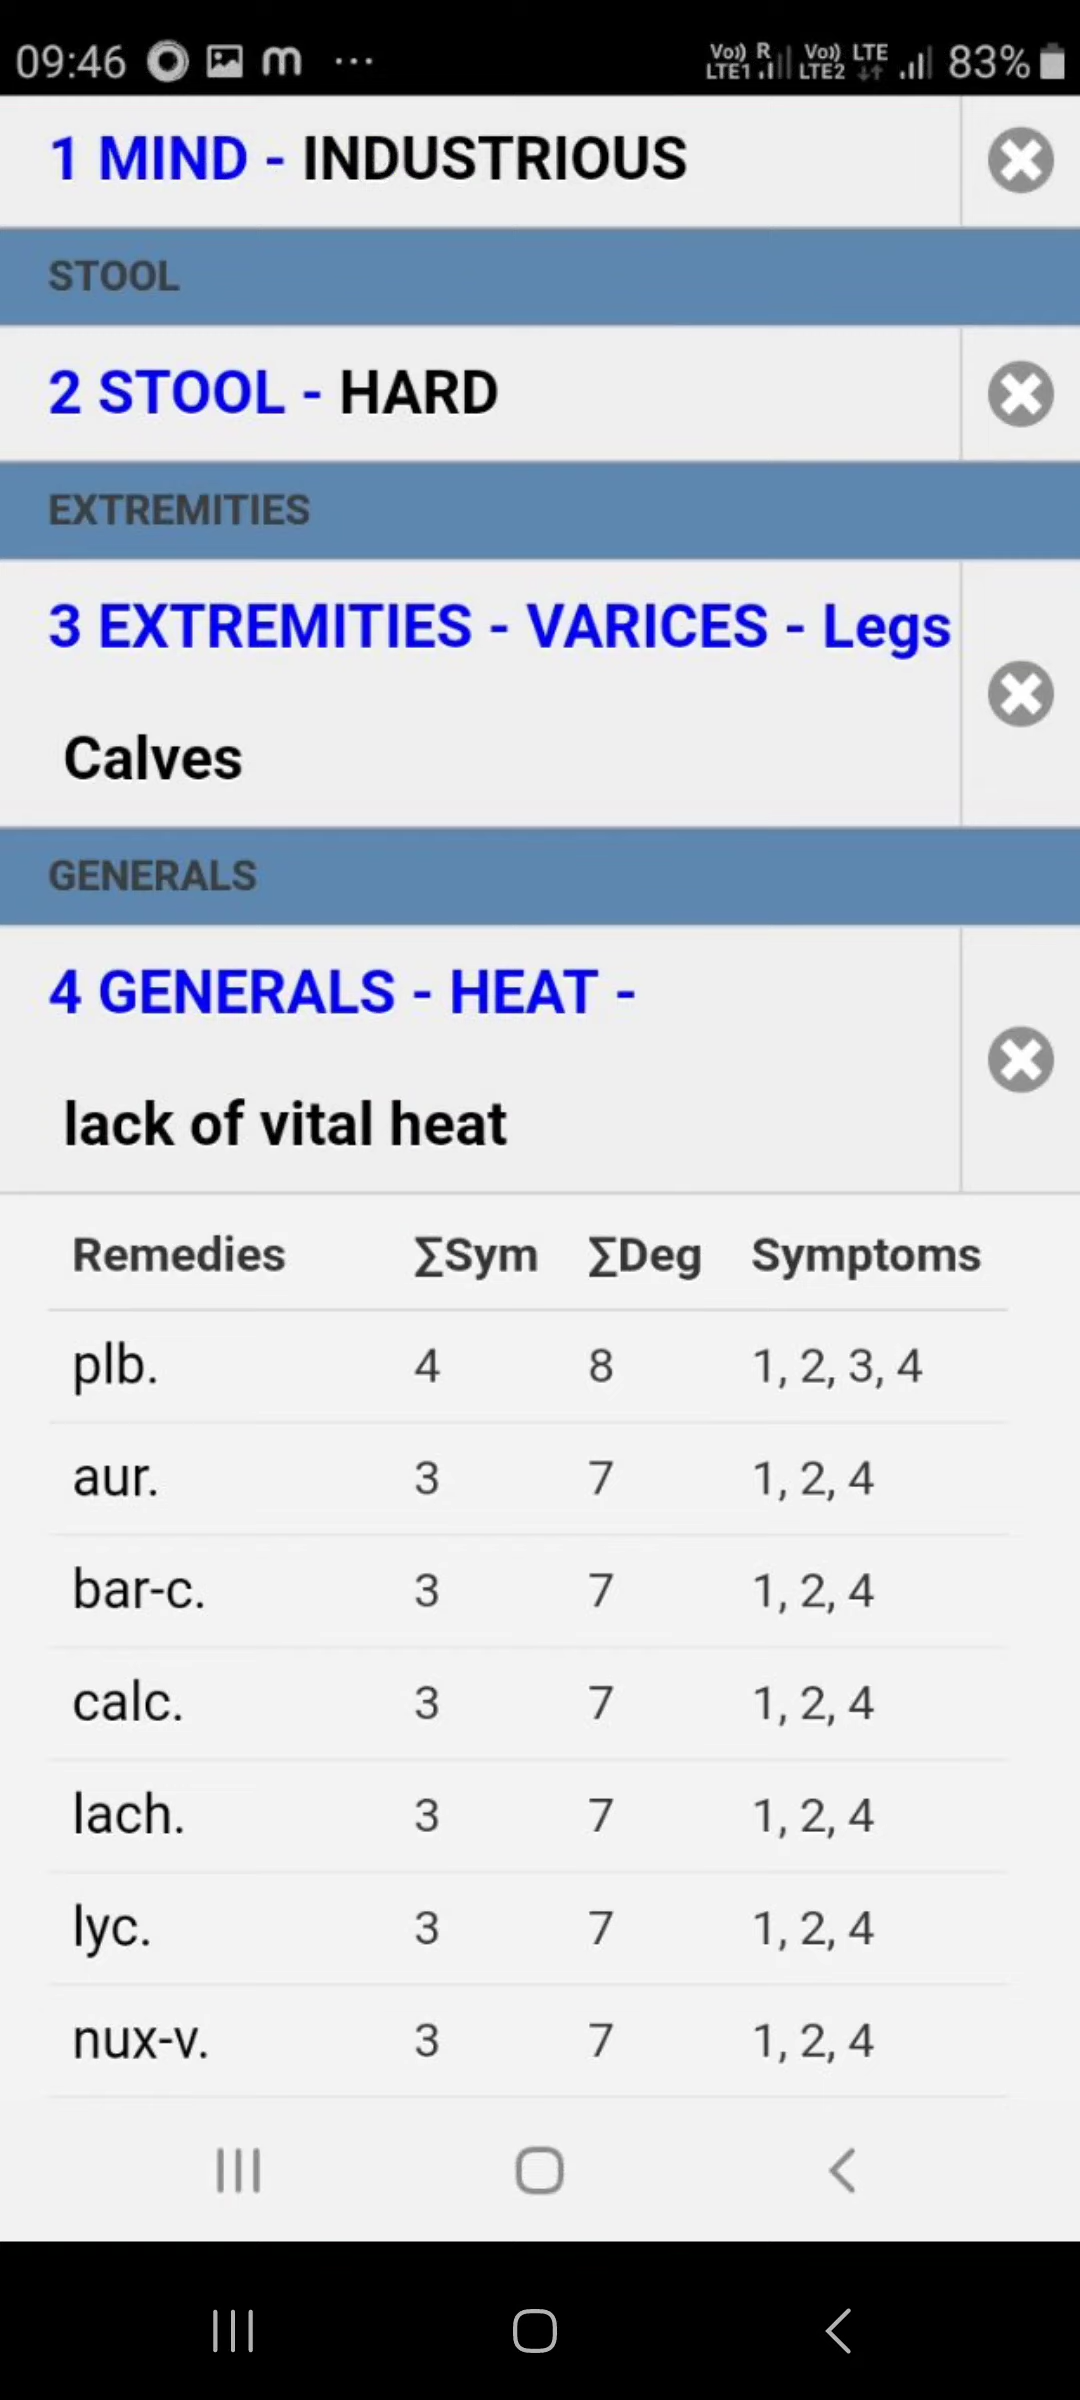 09:46 m ... Vo)) R LTE1 Vo)) LTE LTE2 83%
1 MIND - INDUSTRIOUS
STOOL
2 STOOL - HARD
EXTREMITIES
3 EXTREMITIES - VARICES - Legs
Calves
GENERALS
4 GENERALS - HEAT -
lack of vital heat
Remedies ∑Sym ∑Deg Symptoms
plb. 4 8 1, 2, 3, 4
aur. 3 7 1, 2, 4
bar-c. 3 7 1, 2, 4
calc. 3 7 1, 2, 4
lach. 3 7 1, 2, 4
lyc. 3 7 1, 2, 4
nux-v. 3 7 1, 2, 4